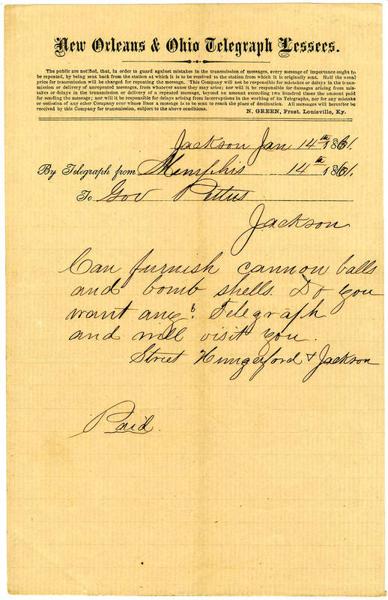 New Orleans & Ohio Telegraph Lessees.
The public are notified, that, in order to guard against mistakes in the transmission of messages, every message of importance ought to
be repeated, by being sent back from the station at which it is to be received to the station from which it is originally sent. Half the usual
price for transmission will be charged for repeating the message. This Company will not be responsible for mistakes or delays in the trans-
mission or delivery of unrepeated messages, from whatever cause they may arise; nor will it be responsible for damages arising from mis-
takes or delays in the transmission or delivery of a repeated message, beyond an amount exceeding two hundred times the amount paid
for sending the message; nor will it be responsible for delays arising from interruptions in the working of its Telegraphs, nor for any mistake
or omission of any other Company over whose lines a message is to be sent to reach the place of destination. All messages will hereafter be
received by this Company for transmission, subject to the above conditions.
N. GREEN, Prest. Louisville, Ky.
Jackson Jan 14th 1861.
By Telegraph from Memphis 14th 1861.
To Gov Pettus
Jackson
Can furnish cannon balls
and bomb shells. Do you
want any? Telegraph
and will visit you.
Street Hungerford & Jackson
Paid.